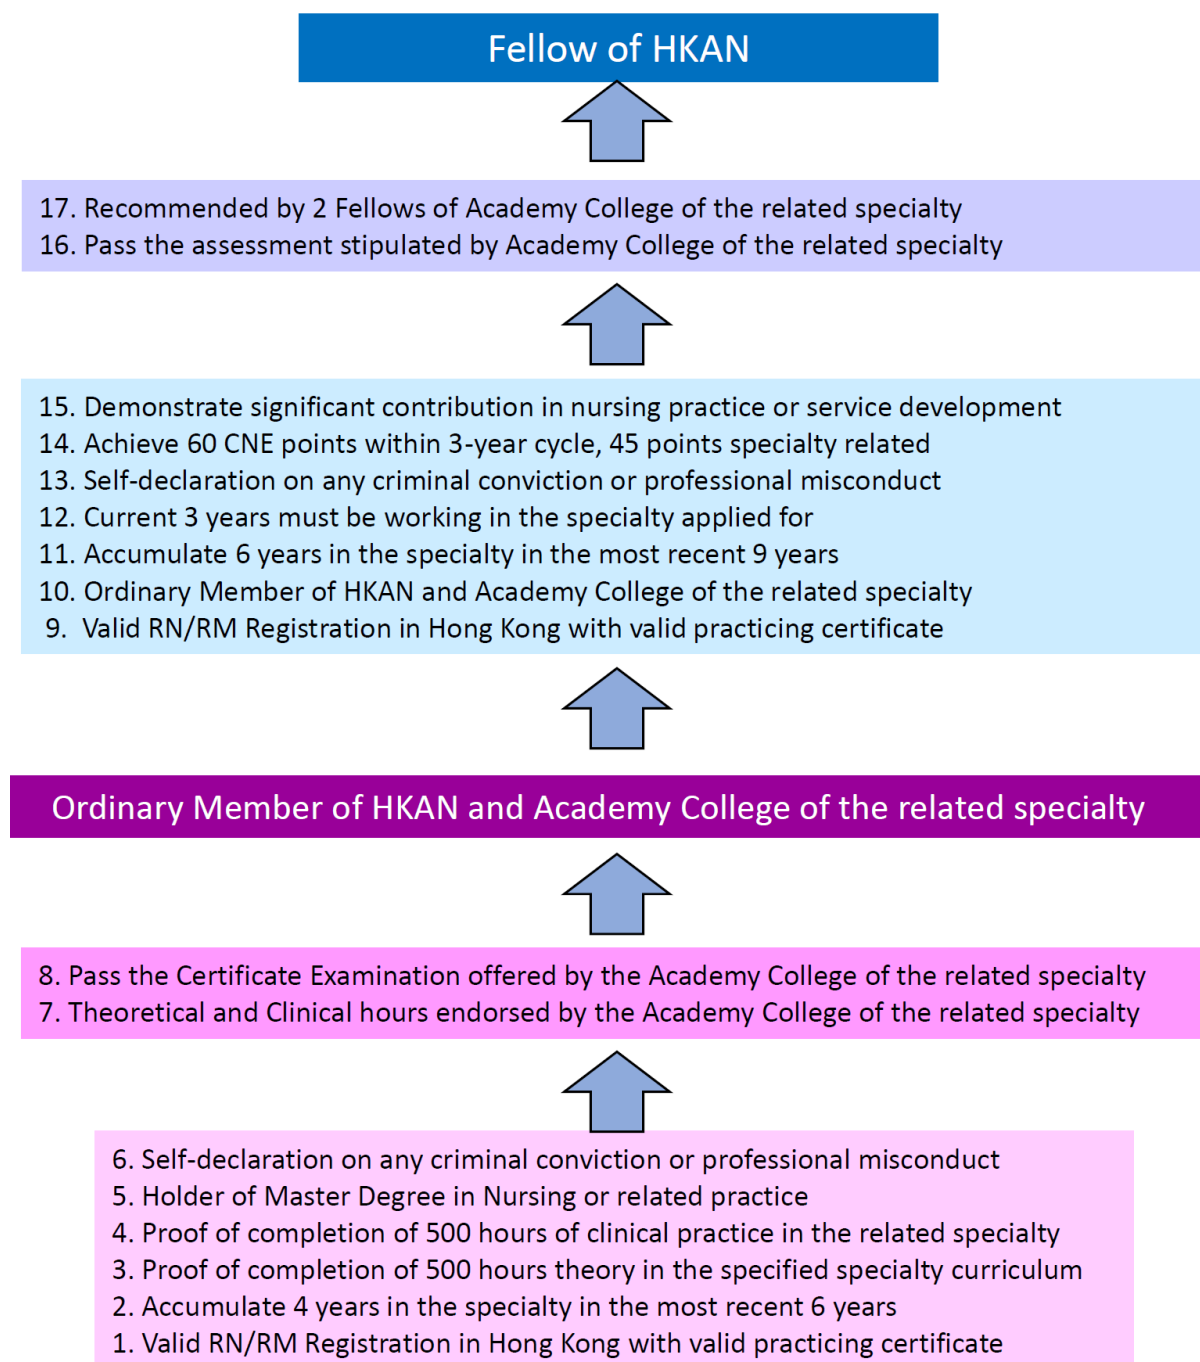 Fellow of HKAN
17. Recommended by 2 Fellows of Academy College of the related specialty
16. Pass the assessment stipulated by Academy College of the related specialty
15. Demonstrate significant contribution in nursing practice or service development
14. Achieve 60 CNE points within 3-year cycle, 45 points specialty related
13. Self-declaration on any criminal conviction or professional misconduct
12. Current 3 years must be working in the specialty applied for
11. Accumulate 6 years in the specialty in the most recent 9 years
10. Ordinary Member of HKAN and Academy College of the related specialty
9. Valid RN/RM Registration in Hong Kong with valid practicing certificate
Ordinary Member of HKAN and Academy College of the related specialty
8. Pass the Certificate Examination offered by the Academy College of the related specialty
7. Theoretical and Clinical hours endorsed by the Academy College of the related specialty
6. Self-declaration on any criminal conviction or professional misconduct
5. Holder of Master Degree in Nursing or related practice
4. Proof of completion of 500 hours of clinical practice in the related specialty
3. Proof of completion of 500 hours theory in the specified specialty curriculum
2. Accumulate 4 years in the specialty in the most recent 6 years
1. Valid RN/RM Registration in Hong Kong with valid practicing certificate